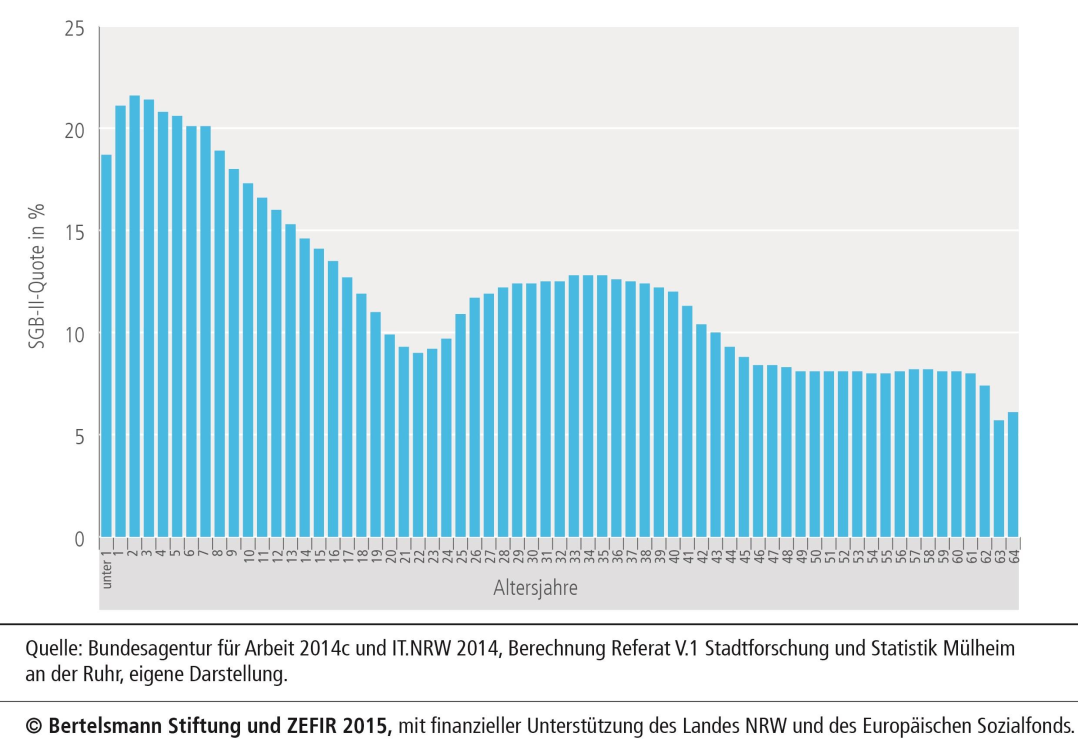 25
20
15
10
5
0
SGB-II-Quote in %
unter 1 1 2 3 4 5 6 7 8 9 10 11 12 13 14 15 16 17 18 19 20 21 22 23 24 25 26 27 28 29 30 31 32 33 34 35 36 37 38 39 40 41 42 43 44 45 46 47 48 49 50 51 52 53 54 55 56 57 58 59 60 61 62 63 64
Altersjahre
Quelle: Bundesagentur für Arbeit 2014c und IT.NRW 2014, Berechnung Referat V.1 Stadtforschung und Statistik Mülheim
an der Ruhr, eigene Darstellung.
© Bertelsmann Stiftung und ZEFIR 2015, mit finanzieller Unterstützung des Landes NRW und des Europäischen Sozialfonds.